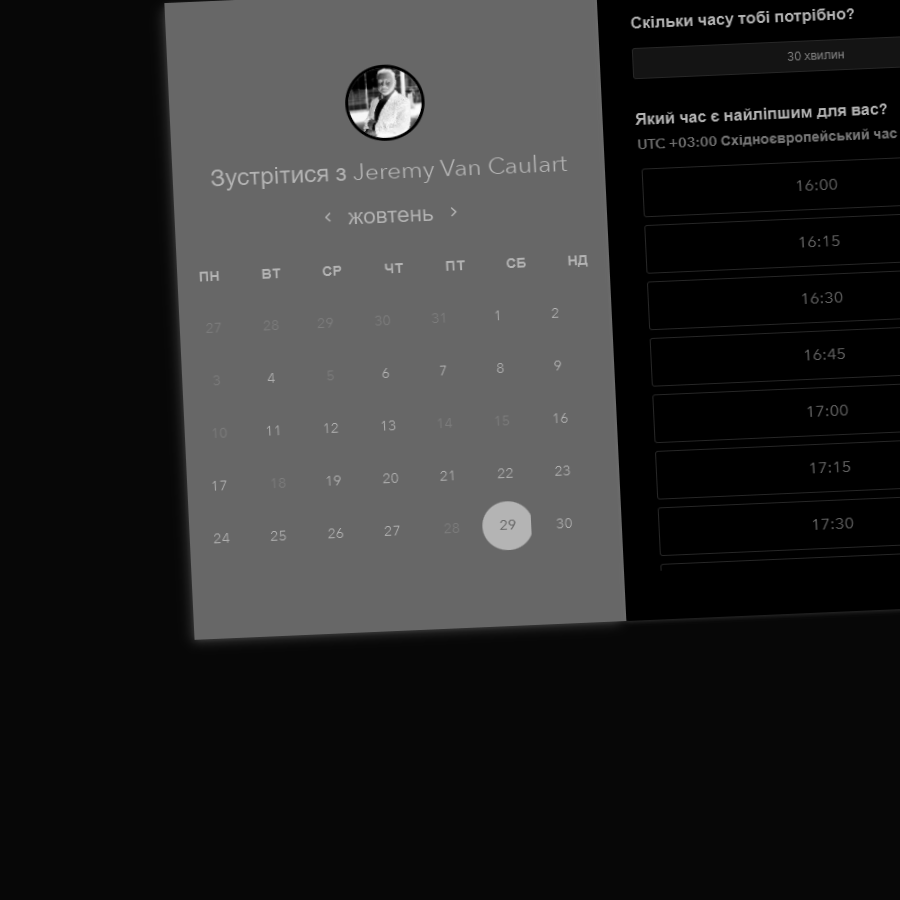 Зустрітися з Jeremy Van Caulart
жовтень
ПН ВТ СР ЧТ ПТ СБ НД
27 28 29 30 31 1 2
3 4 5 6 7 8 9
10 11 12 13 14 15 16
17 18 19 20 21 22 23
24 25 26 27 28 29 30
Скільки часу тобі потрібно?
30 хвилин
Який час є найліпшим для вас?
UTC +03:00 Східноєвропейський час
16:00
16:15
16:30
16:45
17:00
17:15
17:30